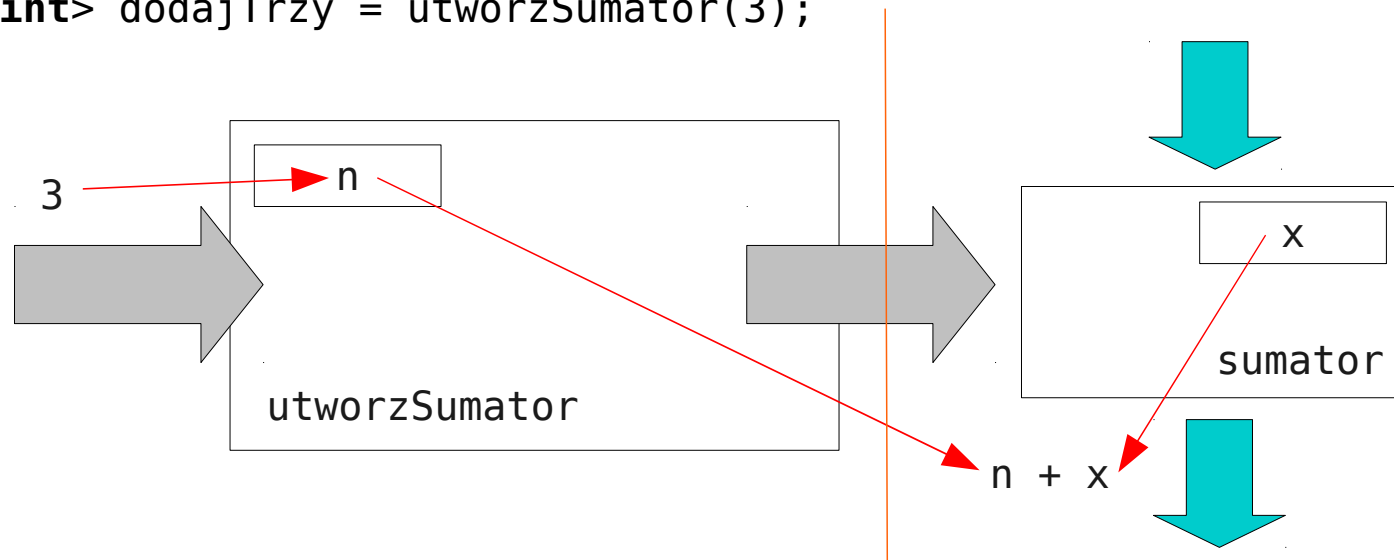 int> dodajTrzy = utworzSumator(3);
3
n
x
sumator
utworzSumator
n + x